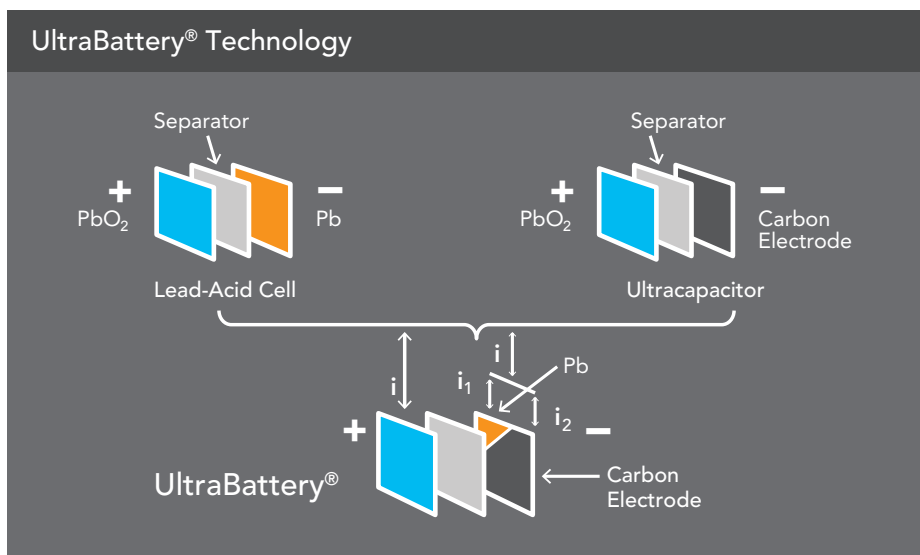 UltraBattery® Technology
Separator
Separator
+
−
+
−
PbO₂
Pb
PbO₂
Carbon
Electrode
Lead-Acid Cell
Ultracapacitor
i
i
i₁
Pb
i₂
+
−
UltraBattery®
Carbon
Electrode